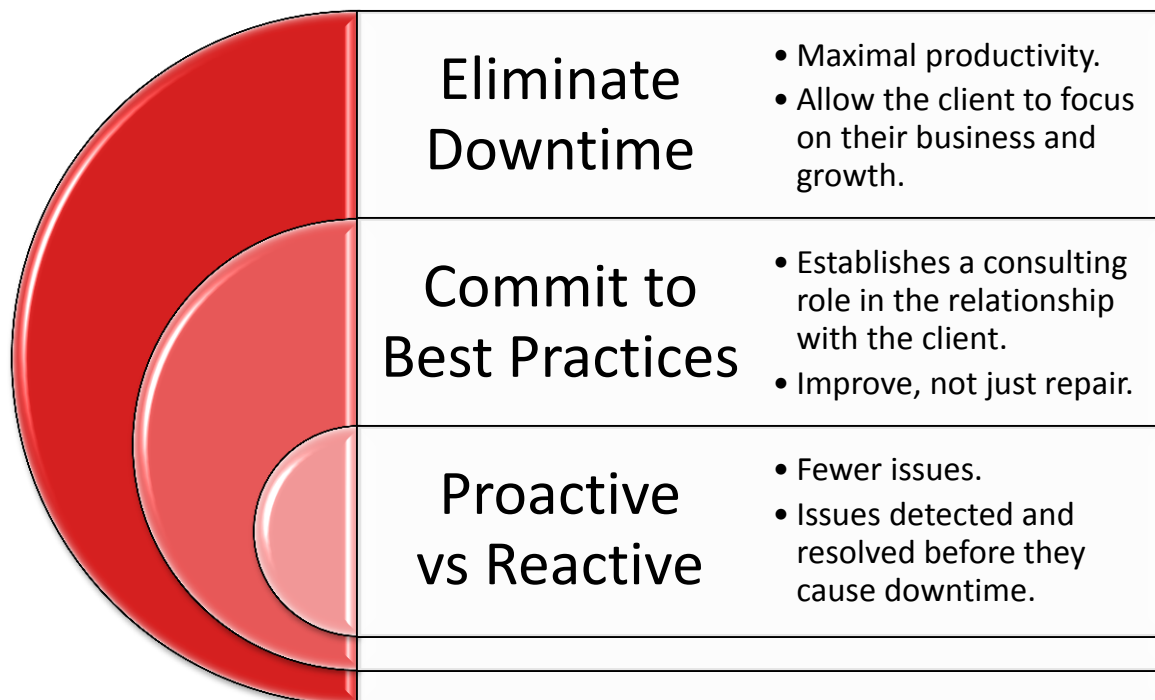 Eliminate
Downtime
• Maximal productivity.
• Allow the client to focus
on their business and
growth.
Commit to
Best Practices
• Establishes a consulting
role in the relationship
with the client.
• Improve, not just repair.
Proactive
vs Reactive
• Fewer issues.
• Issues detected and
resolved before they
cause downtime.